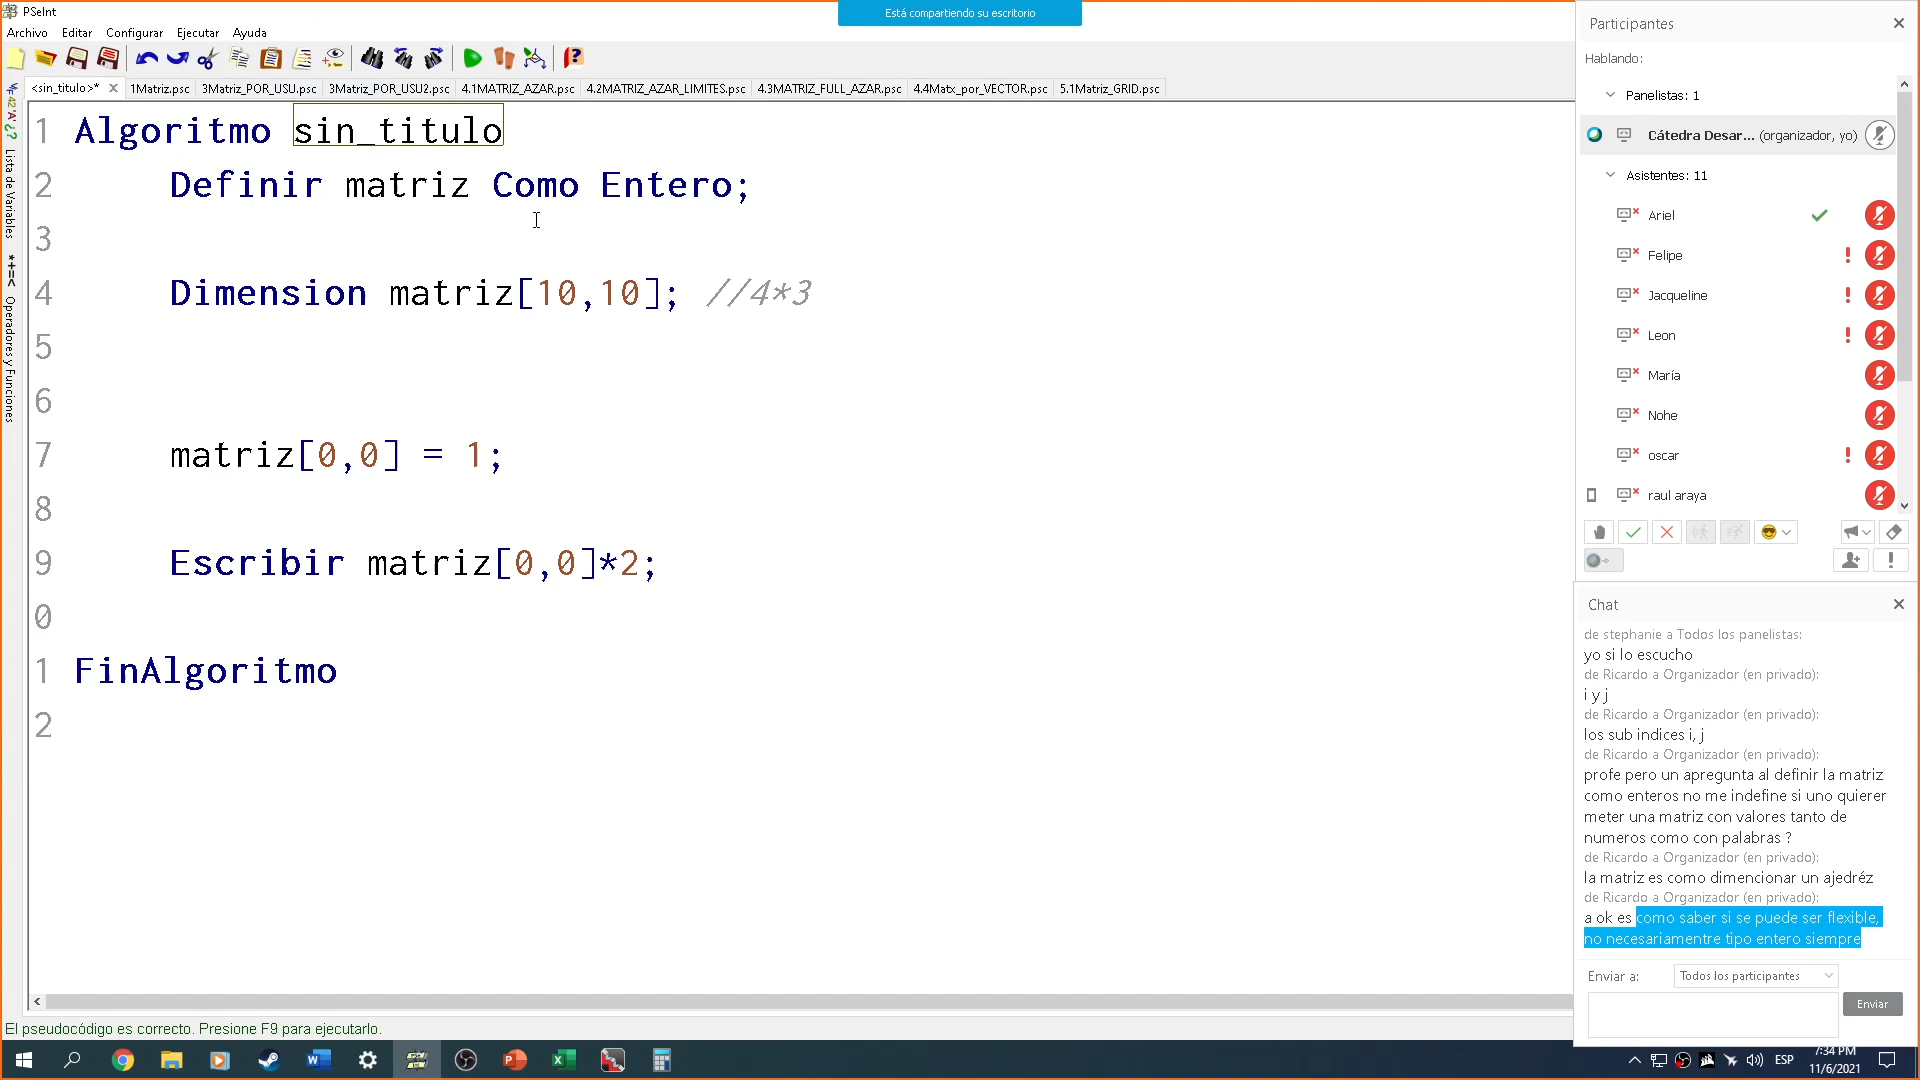 PSeInt
Está compartiendo su escritorio
Archivo Editar Configurar Ejecutar Ayuda
<sin_titulo>* 1Matriz.psc 3Matriz_POR_USU.psc 3Matriz_POR_USU2.psc 4.1MATRIZ_AZAR.psc 4.2MATRIZ_AZAR_LIMITES.psc 4.3MATRIZ_FULL_AZAR.psc 4.4Matx_por_VECTOR.psc 5.1Matriz_GRID.psc
Lista de Variables
*+=< Operadores y Funciones
1 Algoritmo sin_titulo
2 Definir matriz Como Entero;
3
4 Dimension matriz[10,10]; //4*3
5
6
7 matriz[0,0] = 1;
8
9 Escribir matriz[0,0]*2;
0
1 FinAlgoritmo
2
El pseudocódigo es correcto. Presione F9 para ejecutarlo.
Participantes
Hablando:
Panelistas: 1
Cátedra Desar... (organizador, yo)
Asistentes: 11
Ariel
Felipe
Jacqueline
Leon
María
Nohe
oscar
raul araya
Chat
de stephanie a Todos los panelistas:
yo si lo escucho
de Ricardo a Organizador (en privado):
i y j
de Ricardo a Organizador (en privado):
los sub indices i, j
de Ricardo a Organizador (en privado):
profe pero un apregunta al definir la matriz
como enteros no me indefine si uno quierer
meter una matriz con valores tanto de
numeros como con palabras ?
de Ricardo a Organizador (en privado):
la matriz es como dimencionar un ajedréz
de Ricardo a Organizador (en privado):
a ok es como saber si se puede ser flexible,
no necesariamentre tipo entero siempre
Enviar a: Todos los participantes
Enviar
ESP
7:34 PM
11/6/2021